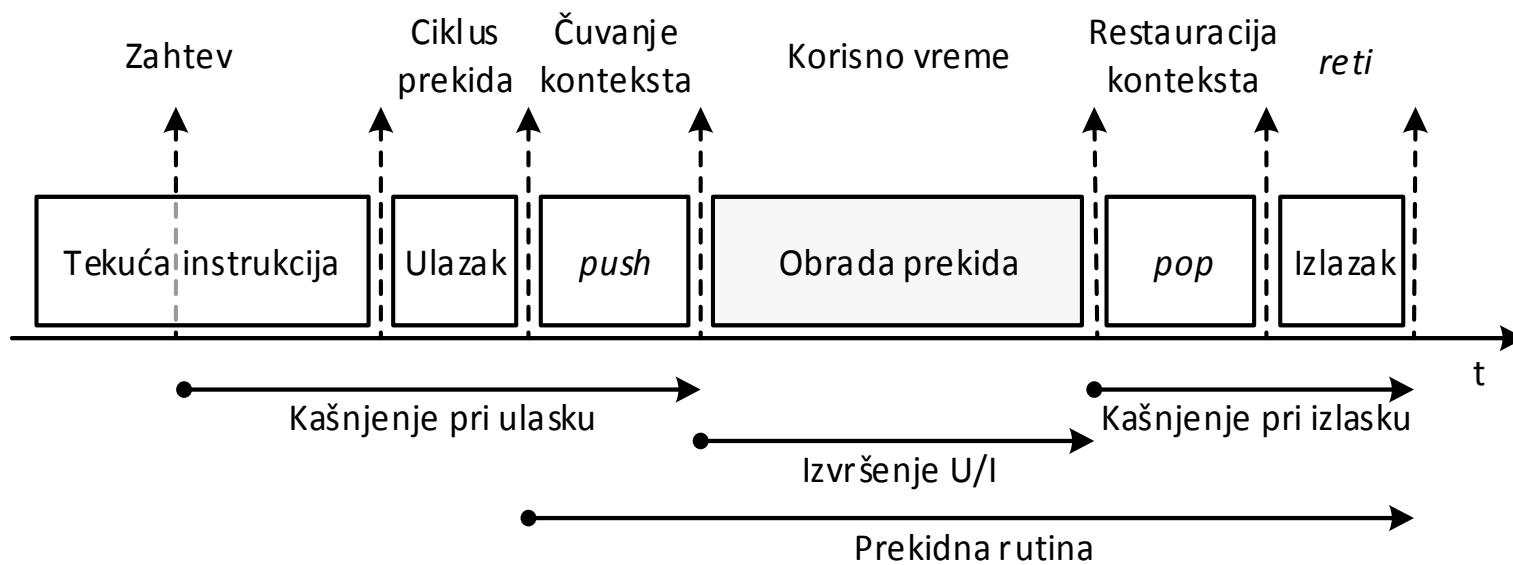 Zahtev
Ciklus
prekida
Čuvanje
konteksta
Korisno vreme
Restauracija
konteksta
reti
Tekuća instrukcija
Ulazak
push
Obrada prekida
pop
Izlazak
t
Kašnjenje pri ulasku
Kašnjenje pri izlasku
Izvršenje U/I
Prekidna rutina